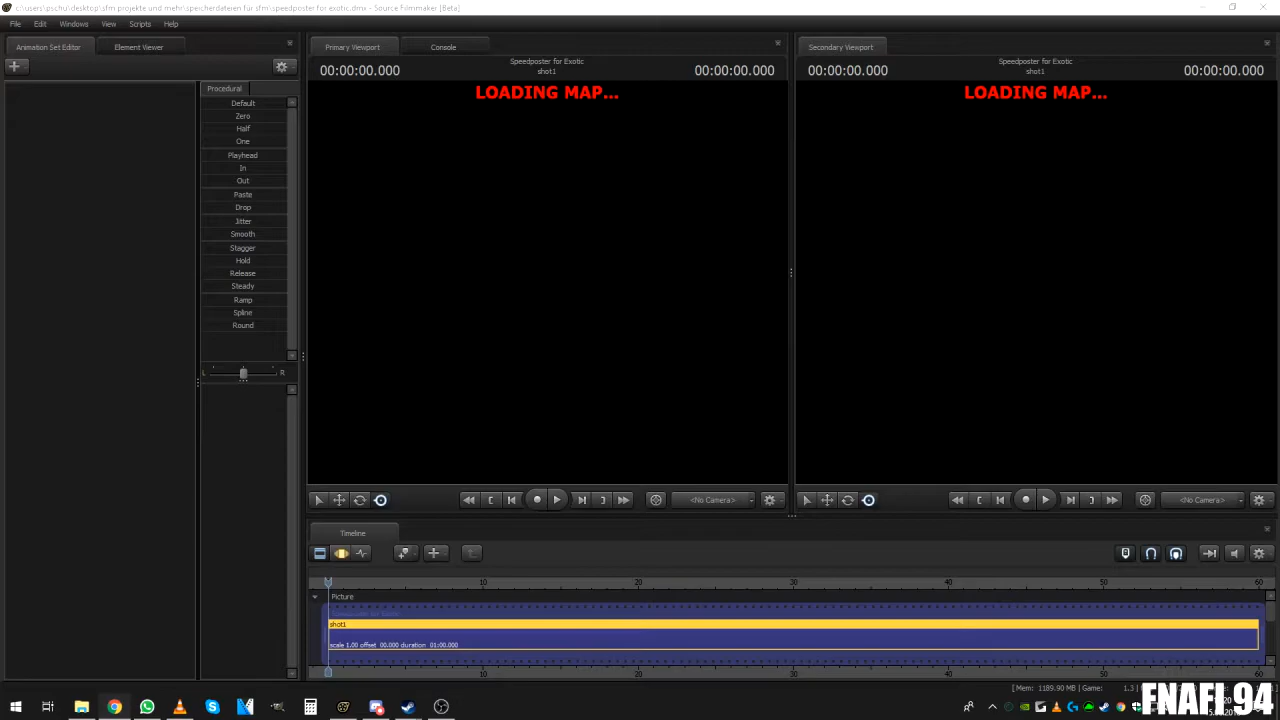 c:\users\pschu\desktop\sfm projekte und mehr\speicherdateien für sfm\speedposter for exotic.dmx - Source Filmmaker [Beta]
File Edit Windows View Scripts Help
Animation Set Editor Element Viewer
Procedural
Default
Zero
Half
One
Playhead
In
Out
Paste
Drop
Jitter
Smooth
Stagger
Hold
Release
Steady
Ramp
Spline
Round
L R
Primary Viewport Console
00:00:00.000 Speedposter for Exotic 00:00:00.000
shot1
LOADING MAP...
<No Camera>
Secondary Viewport
00:00:00.000 Speedposter for Exotic 00:00:00.000
shot1
LOADING MAP...
<No Camera>
Timeline
10 20 30 40 50 60
Picture
shot1
scale 1.00 offset 00.000 duration 01:00.000
10 20 30 40 50 60
[Mem: 1189.90 MB | Game: 1.3
FNAFL 94